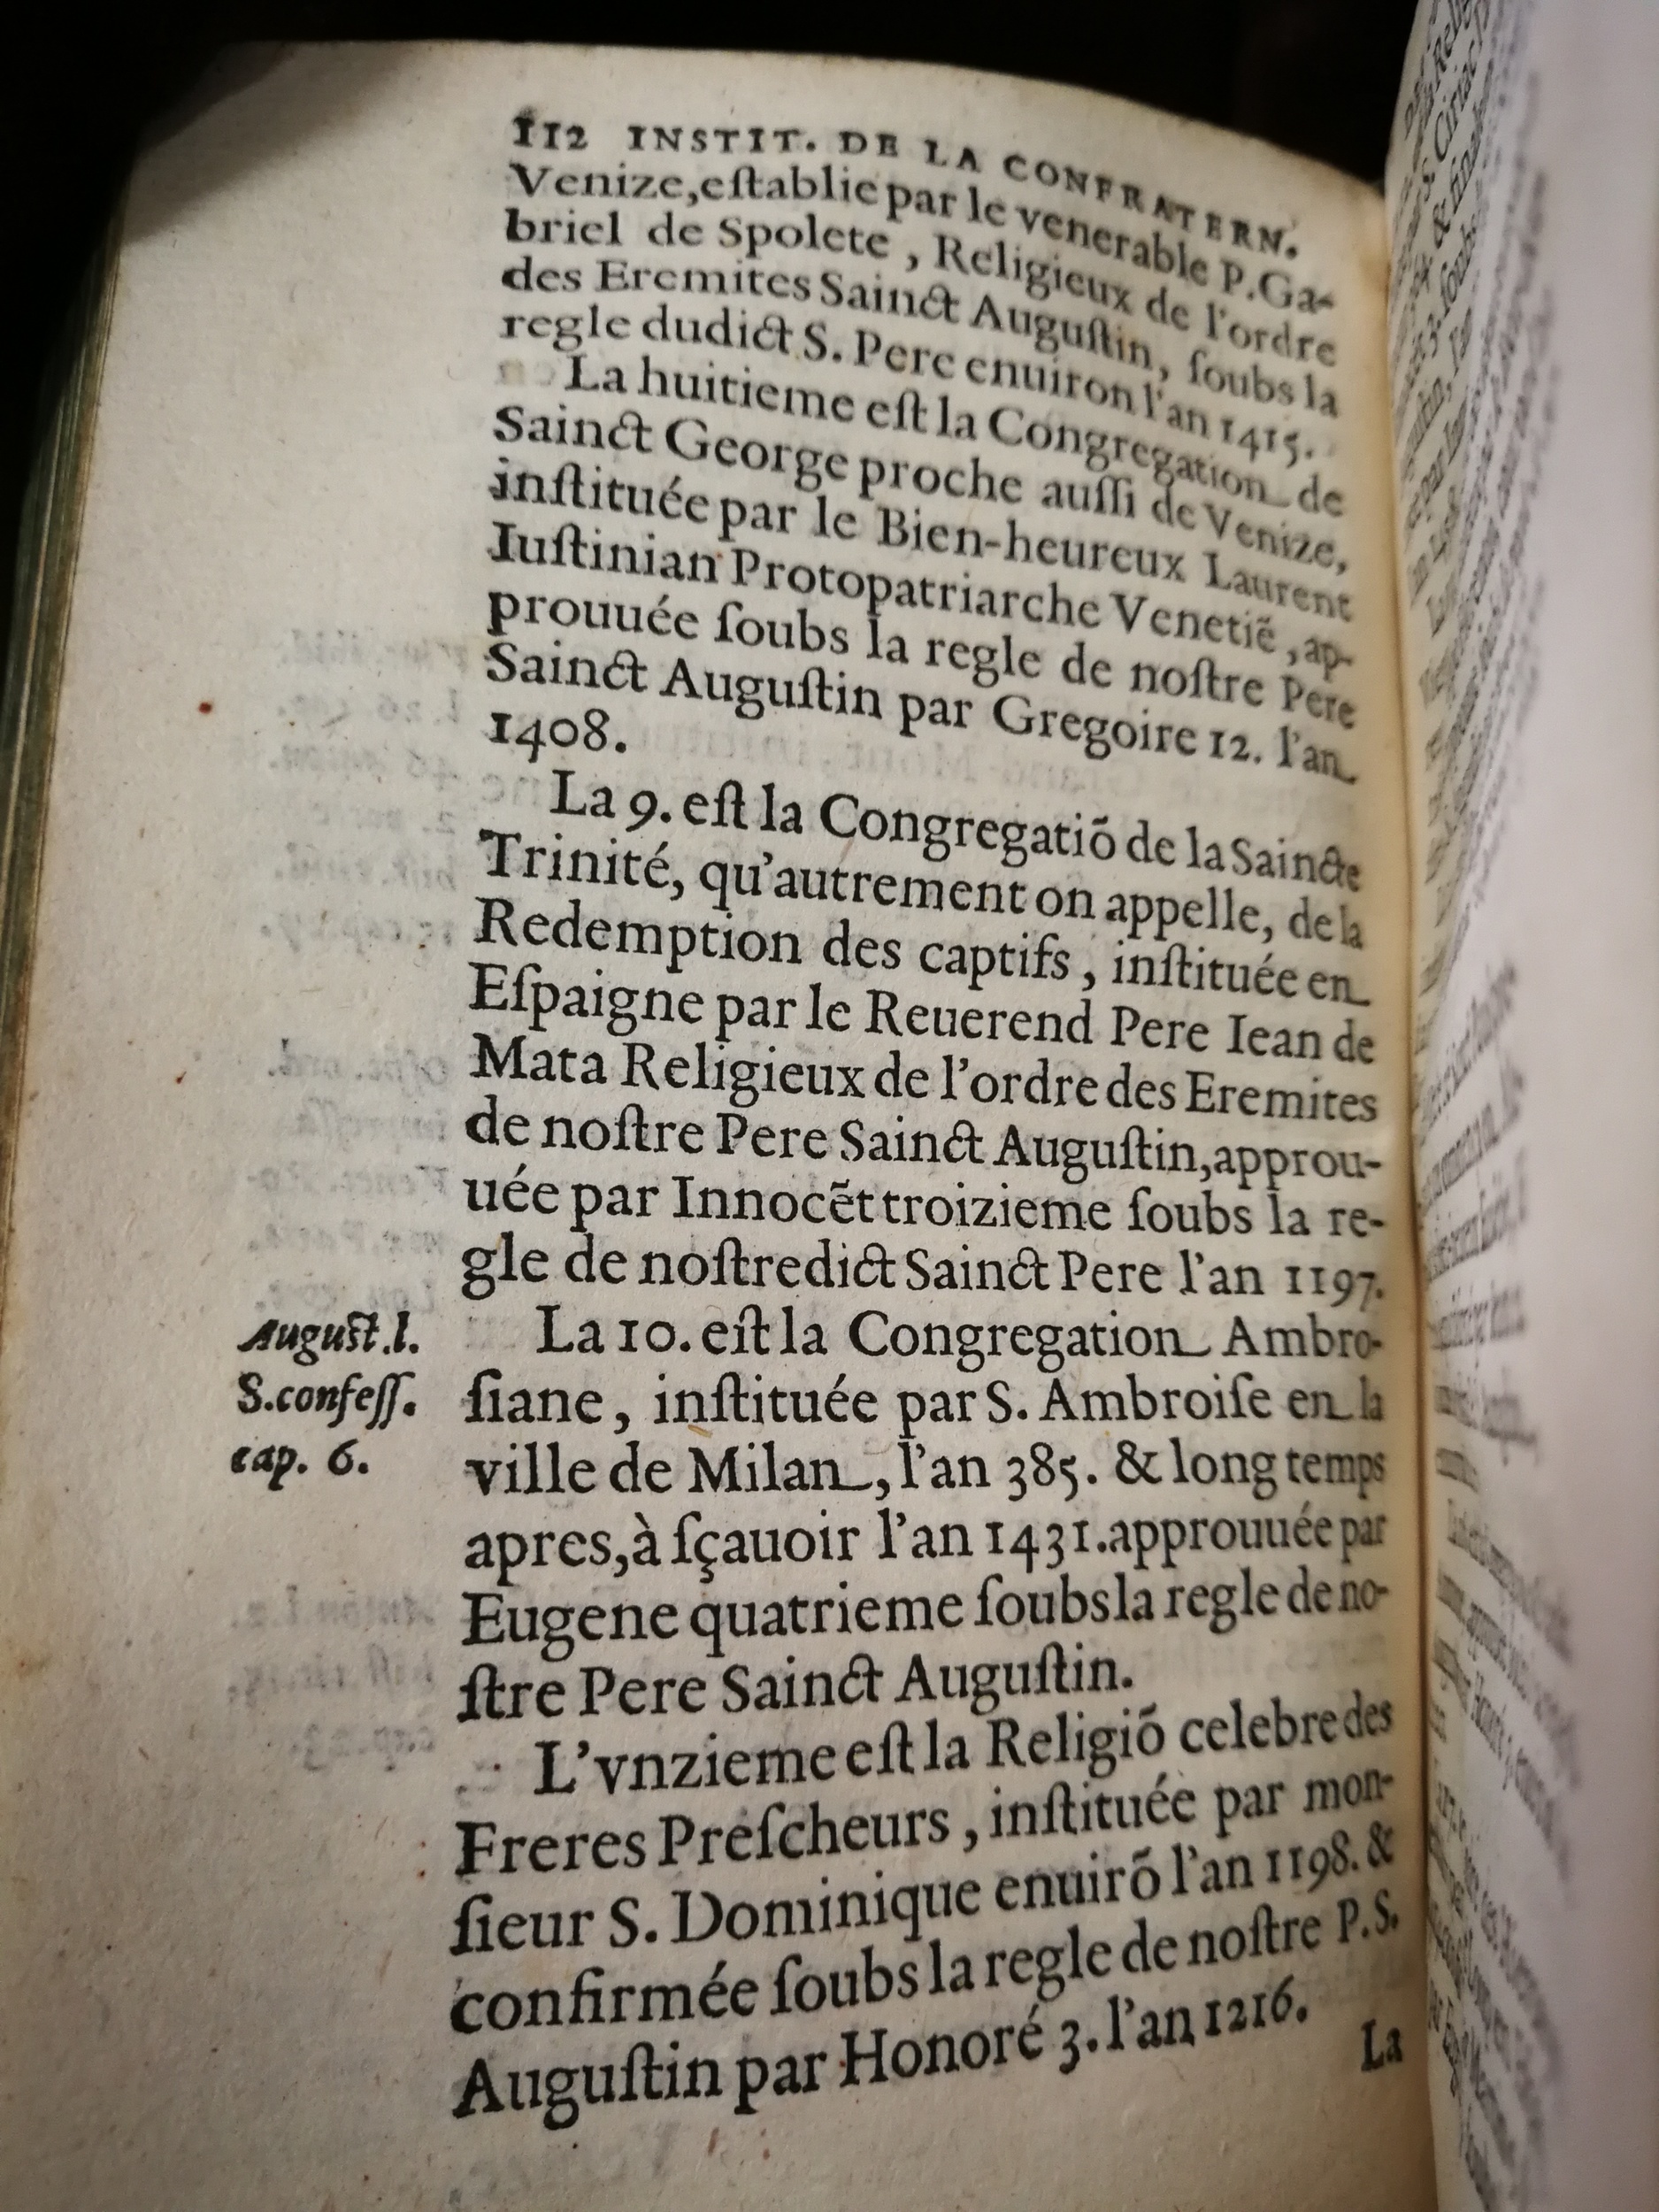 112 INSTIT. DE LA CONFRATERN.
Venize,eſtablie par le venerable P.Ga-
briel de Spolete , Religieux de l'ordre
des Eremites Sainct Auguſtin, ſoubs la
regle dudict S. Pere enuiron l'an 1415.
La huitieme eſt la Congregation de
Sainct George proche auſſi de Venize,
inſtituée par le Bien-heureux Laurent
Iuſtinian Protopatriarche Venetiẽ , ap-
prouuée ſoubs la regle de noſtre Pere
Sainct Auguſtin par Gregoire 12. l'an
1408.
La 9. eſt la Congregatiõ de la Saincte
Trinité, qu'autrement on appelle, de la
Redemption des captifs , inſtituée en
Eſpaigne par le Reuerend Pere Iean de
Mata Religieux de l'ordre des Eremites
de noſtre Pere Sainct Auguſtin,approu-
uée par Innocẽt troizieme ſoubs la re-
gle de noſtredict Sainct Pere l'an 1197.
La 10. eſt la Congregation Ambro-
ſiane, inſtituée par S. Ambroiſe en la
ville de Milan , l'an 385. & long temps
apres,à ſçauoir l'an 1431.approuuée par
Eugene quatrieme ſoubs la regle de no-
ſtre Pere Sainct Auguſtin.
L'vnzieme eſt la Religiõ celebre des
Freres Preſcheurs , inſtituée par mon-
ſieur S. Dominique enuirõ l'an 1198. &
confirmée ſoubs la regle de noſtre P. S.
Auguſtin par Honoré 3. l'an 1216.
La
Auguſt. l.
8.confeſſ.
cap. 6.